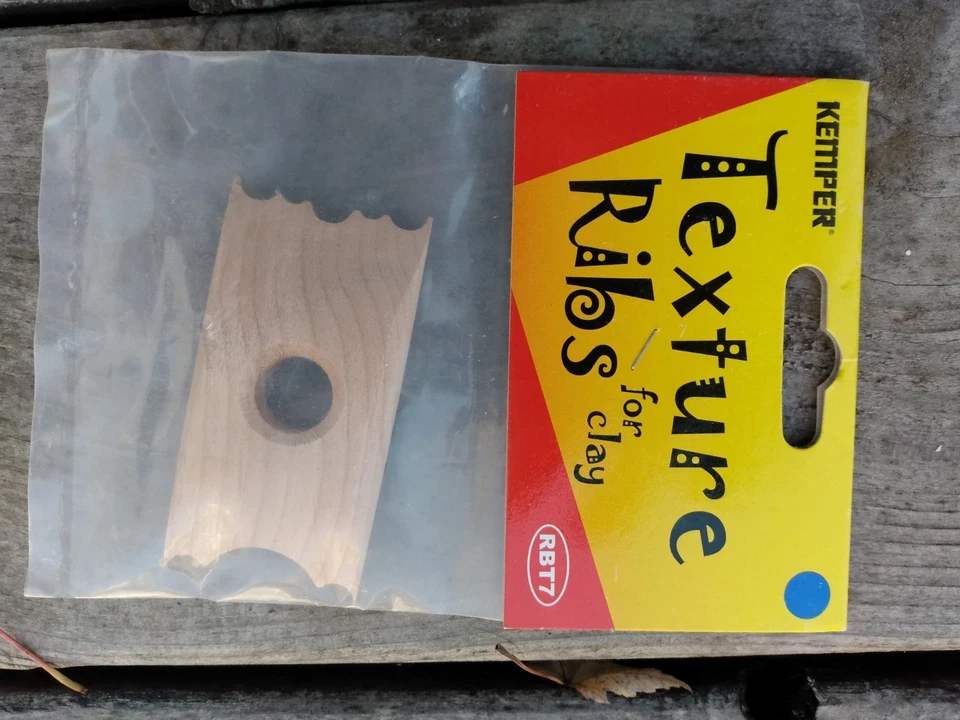 KEMPER®
Texture
Ribs
for
clay
RBT7